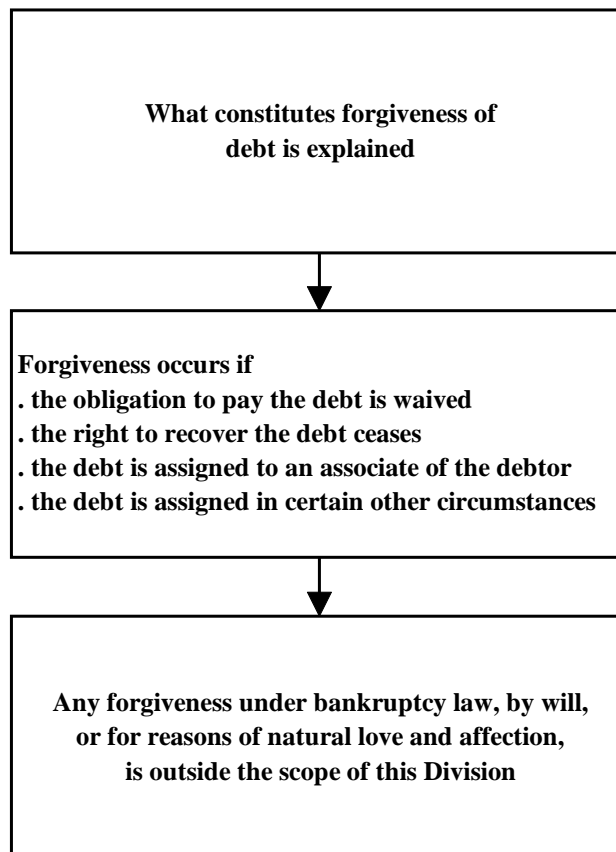 What constitutes forgiveness of
debt is explained
Forgiveness occurs if
. the obligation to pay the debt is waived
. the right to recover the debt ceases
. the debt is assigned to an associate of the debtor
. the debt is assigned in certain other circumstances
Any forgiveness under bankruptcy law, by will,
or for reasons of natural love and affection,
is outside the scope of this Division